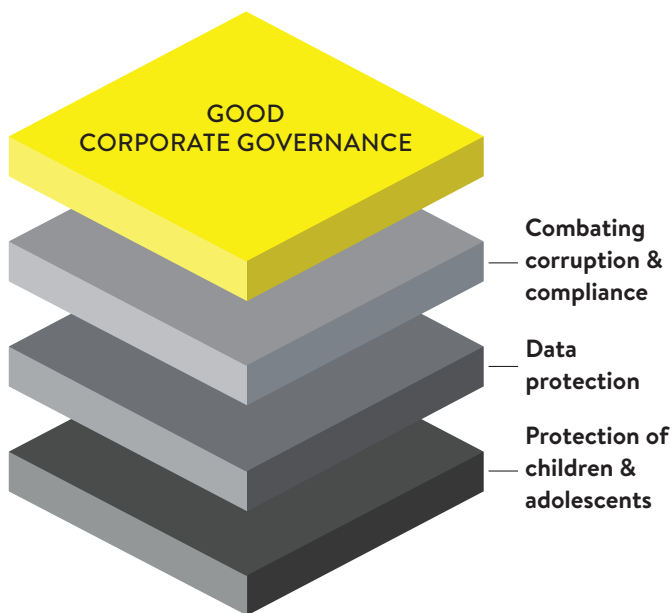 GOOD
CORPORATE GOVERNANCE
Combating
corruption &
compliance
Data
protection
Protection of
children &
adolescents